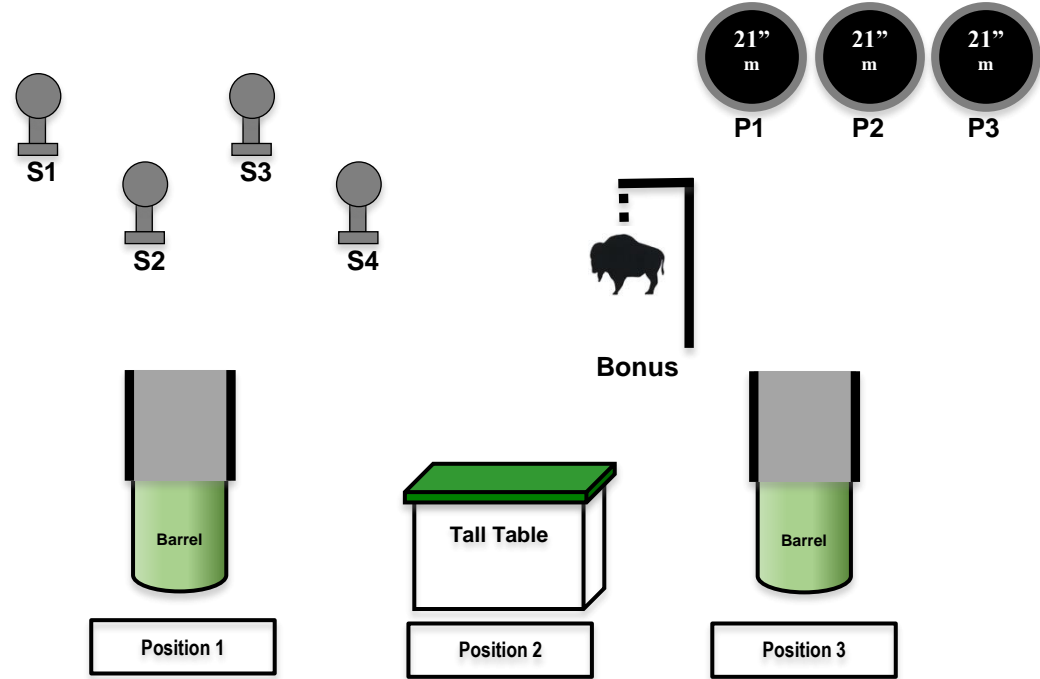 21”
m
21”
m
21”
m
P1
P2
P3
S1
S3
S2
S4
Bonus
Barrel
Tall Table
Barrel
Position 1
Position 2
Position 3